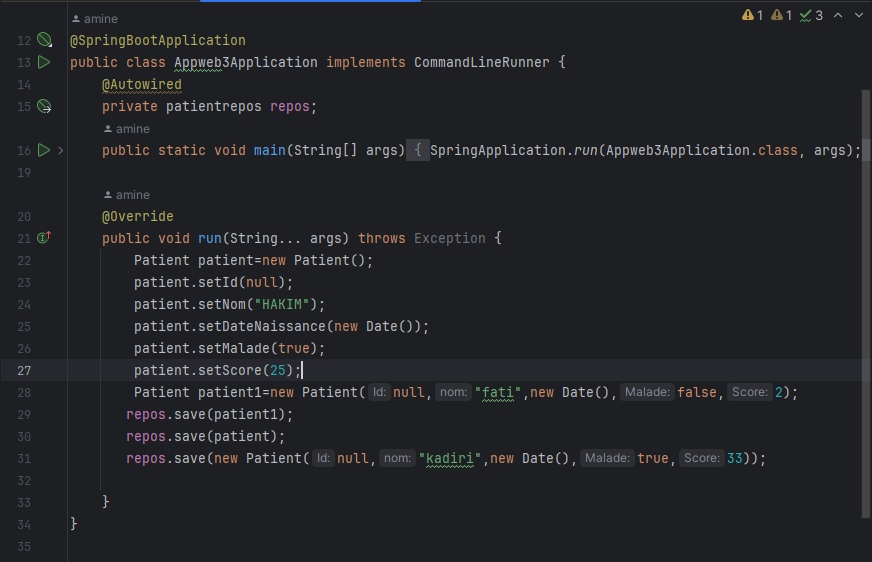 amine
1 1 3
12 @SpringBootApplication
13 public class Appweb3Application implements CommandLineRunner {
14 @Autowired
15 private patientrepos repos;
amine
16 public static void main(String[] args) { SpringApplication.run(Appweb3Application.class, args);
19
amine
20 @Override
21 public void run(String... args) throws Exception {
22 Patient patient=new Patient();
23 patient.setId(null);
24 patient.setNom("HAKIM");
25 patient.setDateNaissance(new Date());
26 patient.setMalade(true);
27 patient.setScore(25);
28 Patient patient1=new Patient( Id: null, nom: "fati",new Date(), Malade: false, Score: 2);
29 repos.save(patient1);
30 repos.save(patient);
31 repos.save(new Patient( Id: null, nom: "kadiri",new Date(), Malade: true, Score: 33));
32
33 }
34 }
35